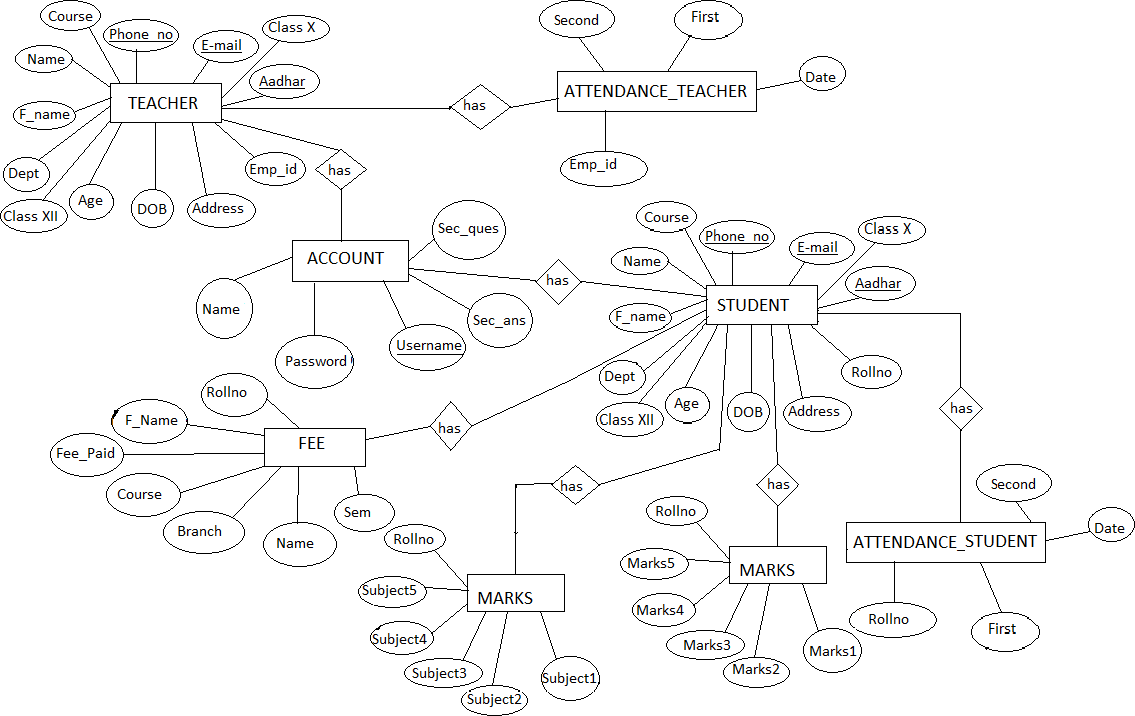 Course
Phone_no
E-mail
Class X
Name
Aadhar
F_name
TEACHER
Dept
Class XII
Age
DOB
Address
Emp_id
has
Second
First
Date
ATTENDANCE_TEACHER
Emp_id
has
ACCOUNT
Sec_ques
Name
Password
Username
Sec_ans
has
Course
Phone_no
E-mail
Class X
Name
Aadhar
F_name
STUDENT
Dept
Class XII
Age
DOB
Address
Rollno
has
Rollno
F_Name
Fee_Paid
FEE
Course
Branch
Name
Sem
has
has
Rollno
Subject5
MARKS
Subject4
Subject3
Subject2
Subject1
has
Rollno
Marks5
MARKS
Marks4
Marks3
Marks2
Marks1
has
Second
Date
ATTENDANCE_STUDENT
Rollno
First